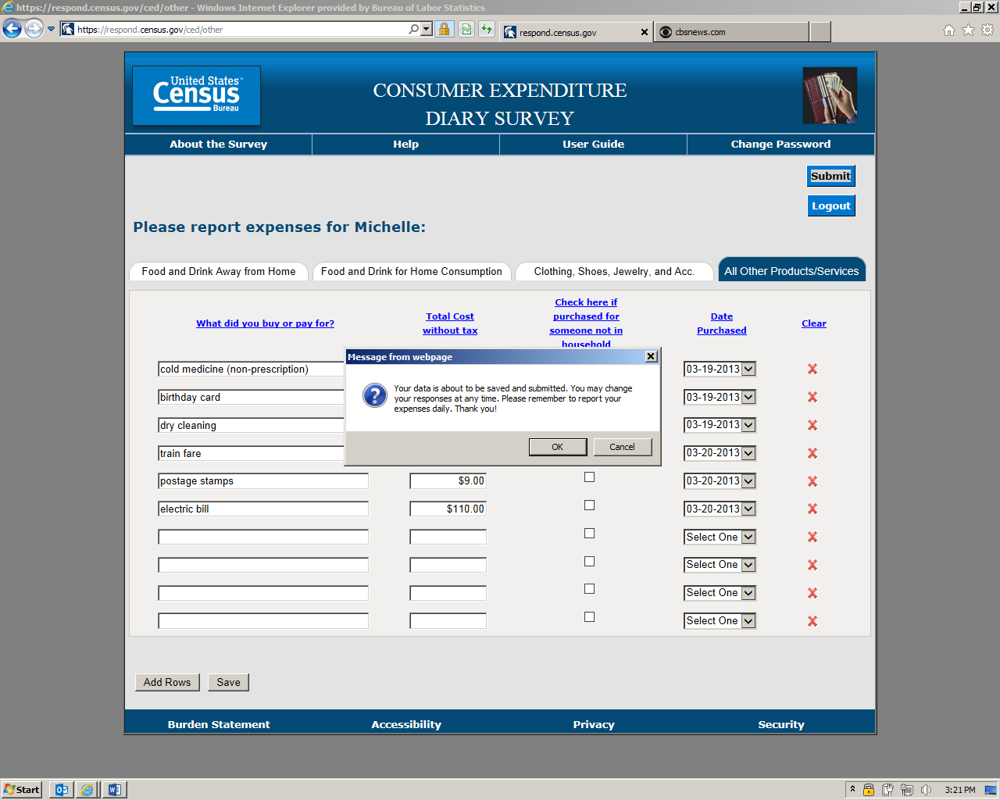 https://respond.census.gov/ced/other - Windows Internet Explorer provided by Bureau of Labor Statistics
https://respond.census.gov/ced/other
respond.census.gov
cbsnews.com
United States™
Census
Bureau
CONSUMER EXPENDITURE
DIARY SURVEY
About the Survey Help User Guide Change Password
Submit
Logout
Please report expenses for Michelle:
Food and Drink Away from Home Food and Drink for Home Consumption Clothing, Shoes, Jewelry, and Acc. All Other Products/Services
What did you buy or pay for?
Total Cost
without tax
Check here if
purchased for
someone not in
household
Date
Purchased
Clear
Message from webpage
Your data is about to be saved and submitted. You may change
your responses at any time. Please remember to report your
expenses daily. Thank you!
OK Cancel
cold medicine (non-prescription) 03-19-2013
birthday card 03-19-2013
dry cleaning 03-19-2013
train fare 03-20-2013
postage stamps $9.00 03-20-2013
electric bill $110.00 03-20-2013
Select One
Select One
Select One
Select One
Add Rows Save
Burden Statement Accessibility Privacy Security
Start
3:21 PM